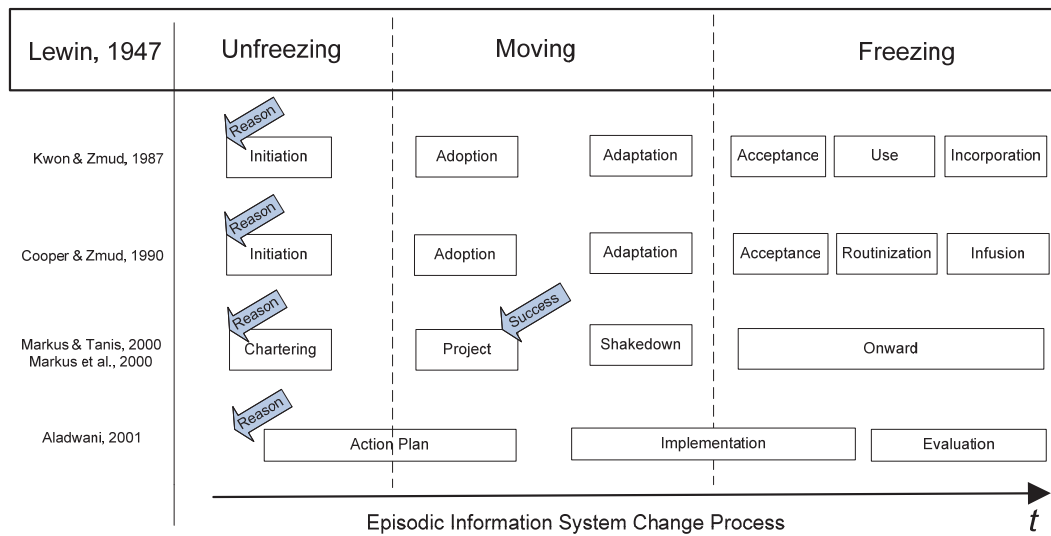 Lewin, 1947
Unfreezing
Moving
Freezing
Kwon & Zmud, 1987
Reason
Initiation
Adoption
Adaptation
Acceptance
Use
Incorporation
Cooper & Zmud, 1990
Reason
Initiation
Adoption
Adaptation
Acceptance
Routinization
Infusion
Markus & Tanis, 2000
Markus et al., 2000
Reason
Chartering
Success
Project
Shakedown
Onward
Aladwani, 2001
Reason
Action Plan
Implementation
Evaluation
Episodic Information System Change Process
t